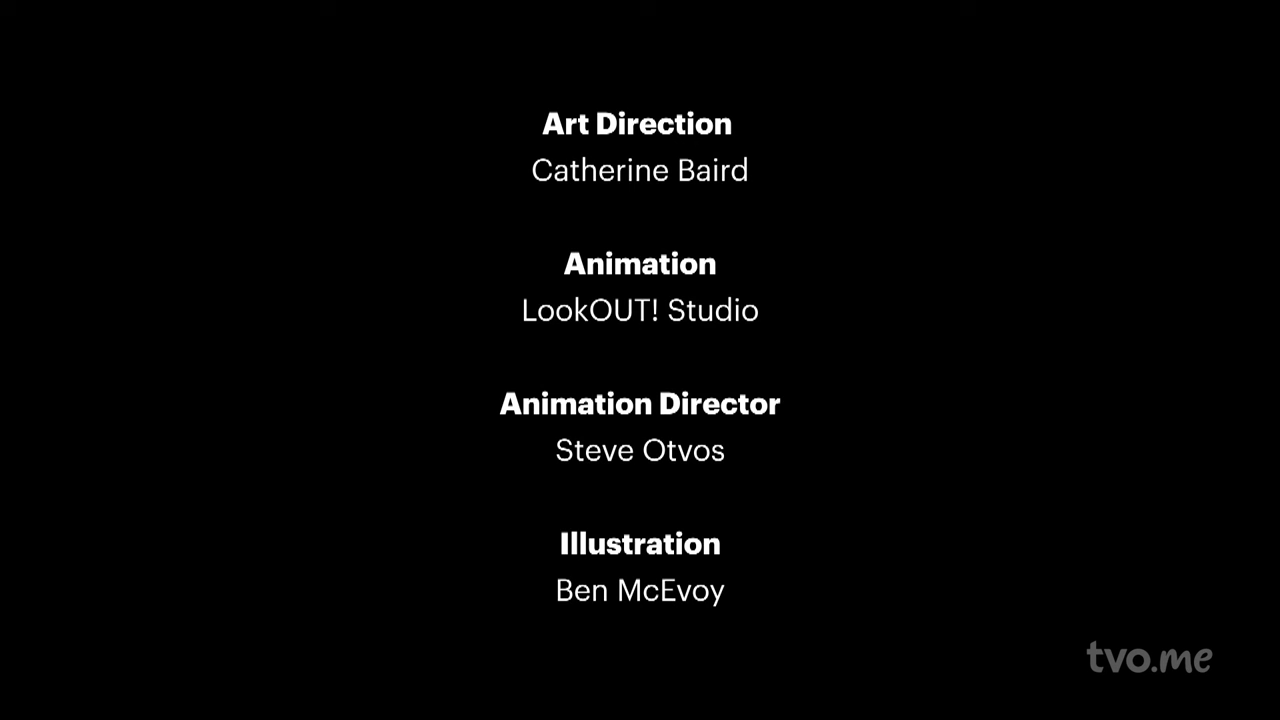 Art Direction
Catherine Baird
Animation
LookOUT! Studio
Animation Director
Steve Otvos
Illustration
Ben McEvoy
tvo.me